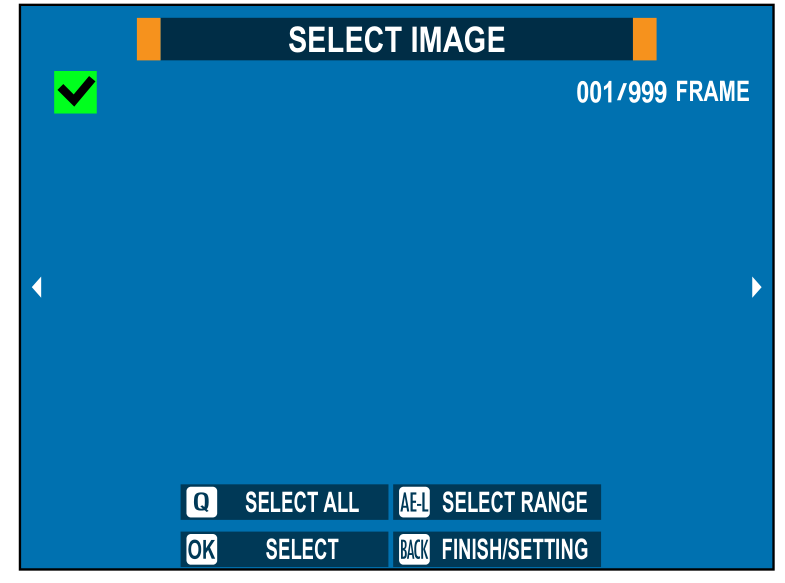 SELECT IMAGE
001/999 FRAME
Q SELECT ALL AE-L SELECT RANGE
OK SELECT BACK FINISH/SETTING